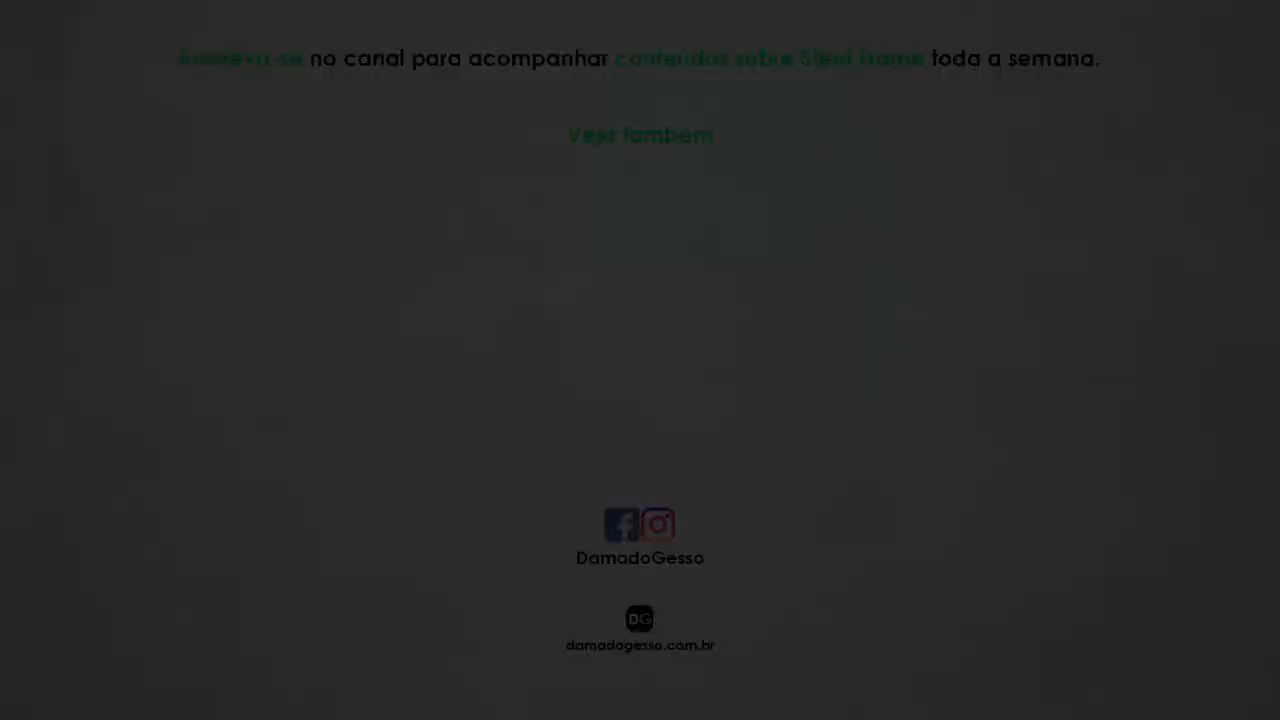 Inscreva-se no canal para acompanhar conteúdos sobre Steel Frame toda a semana.
Veja também
DamadoGesso
DG
damadogesso.com.br